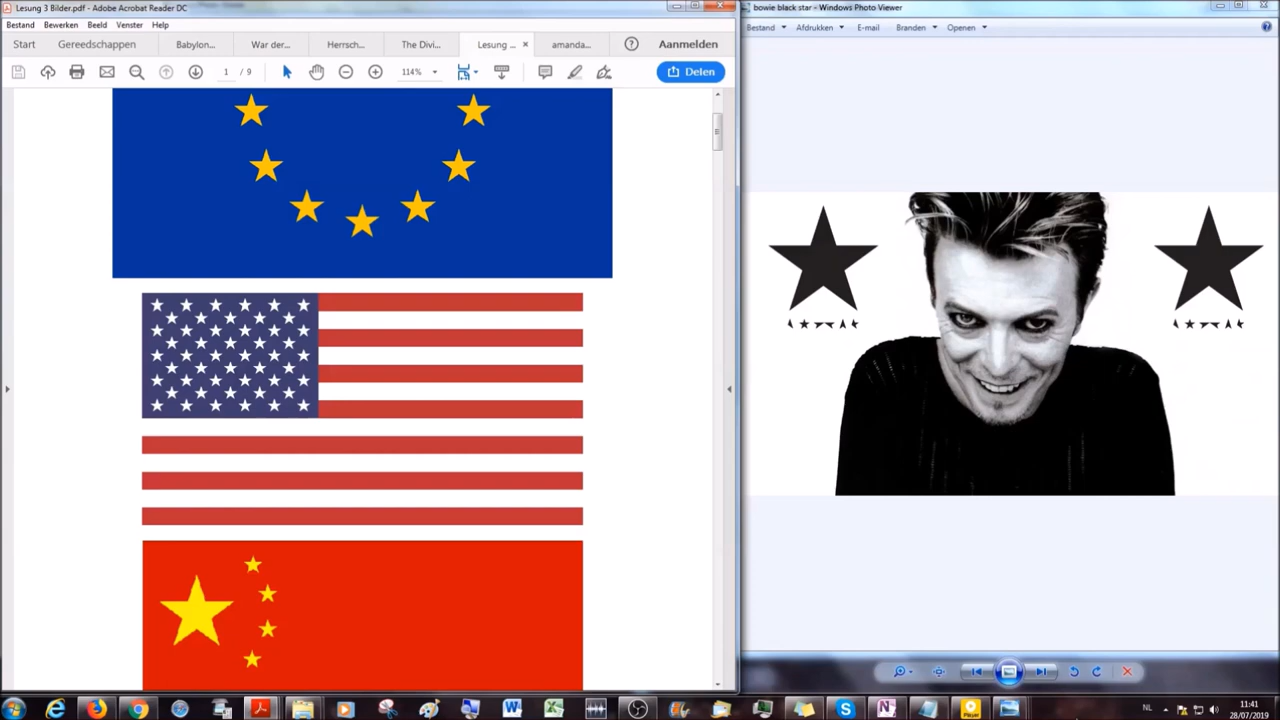 Lesung 3 Bilder.pdf - Adobe Acrobat Reader DC
Bestand Bewerken Beeld Venster Help
Start Gereedschappen Babylon... War der... Herrsch... The Divi... Lesung ... × amanda... ? Aanmelden
1 / 9 114% Delen
bowie black star - Windows Photo Viewer
Bestand Afdrukken E-mail Branden Openen
NL 11:41
28/07/2019